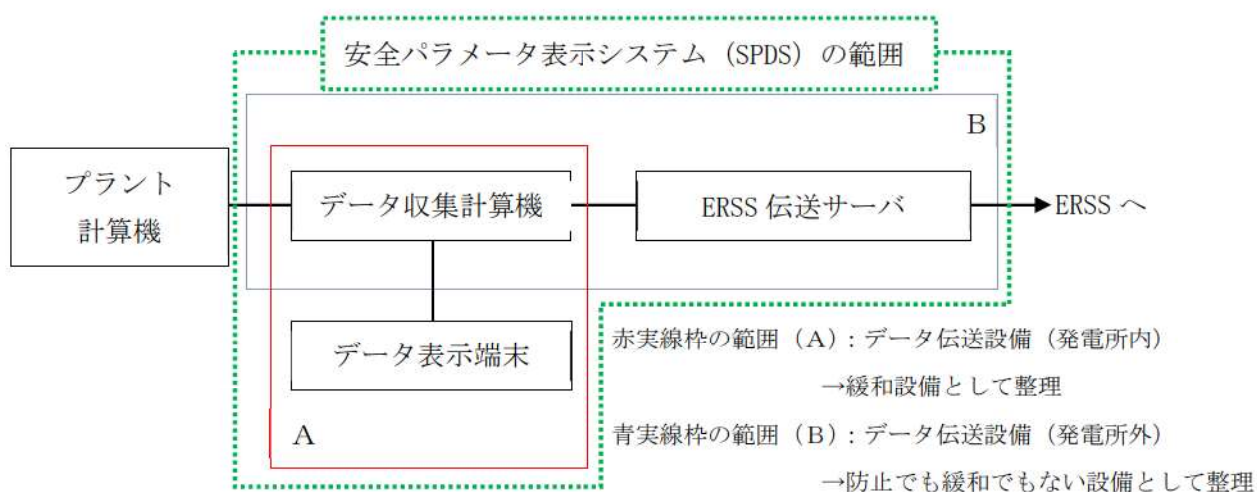 安全パラメータ表示システム（SPDS）の範囲
B
プラント
計算機
データ収集計算機
ERSS 伝送サーバ
ERSS へ
データ表示端末
A
赤実線枠の範囲（A）：データ伝送設備（発電所内）
→緩和設備として整理
青実線枠の範囲（B）：データ伝送設備（発電所外）
→防止でも緩和でもない設備として整理